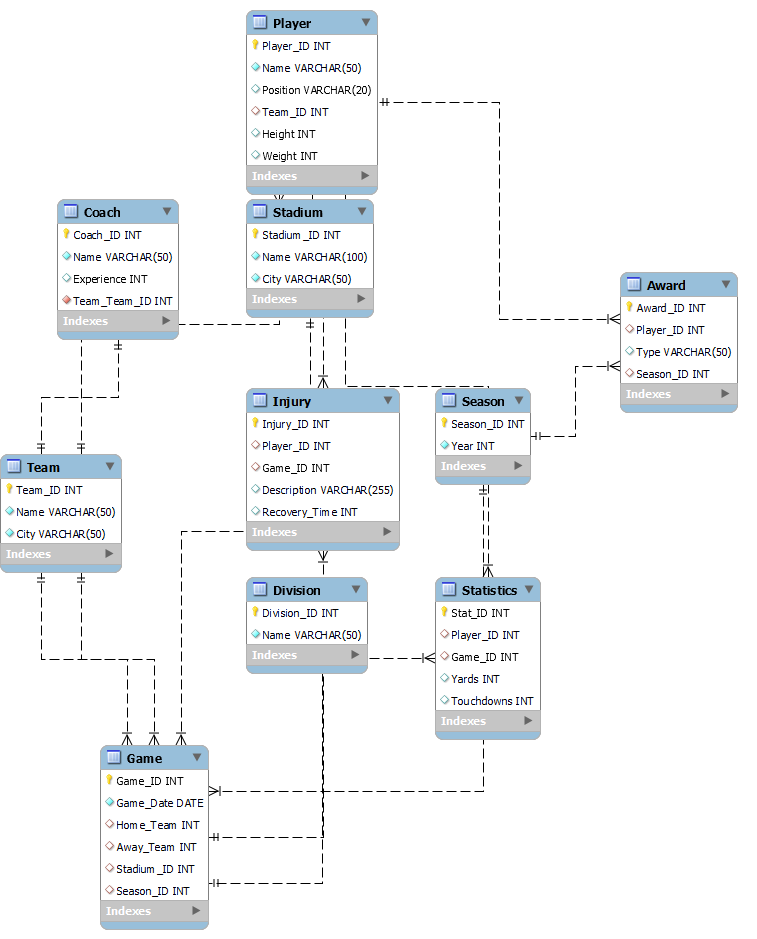 Player
Player_ID INT
Name VARCHAR(50)
Position VARCHAR(20)
Team_ID INT
Height INT
Weight INT
Indexes
Coach
Coach_ID INT
Name VARCHAR(50)
Experience INT
Team_Team_ID INT
Indexes
Stadium
Stadium_ID INT
Name VARCHAR(100)
City VARCHAR(50)
Indexes
Award
Award_ID INT
Player_ID INT
Type VARCHAR(50)
Season_ID INT
Indexes
Injury
Injury_ID INT
Player_ID INT
Game_ID INT
Description VARCHAR(255)
Recovery_Time INT
Indexes
Season
Season_ID INT
Year INT
Indexes
Team
Team_ID INT
Name VARCHAR(50)
City VARCHAR(50)
Indexes
Division
Division_ID INT
Name VARCHAR(50)
Indexes
Statistics
Stat_ID INT
Player_ID INT
Game_ID INT
Yards INT
Touchdowns INT
Indexes
Game
Game_ID INT
Game_Date DATE
Home_Team INT
Away_Team INT
Stadium_ID INT
Season_ID INT
Indexes